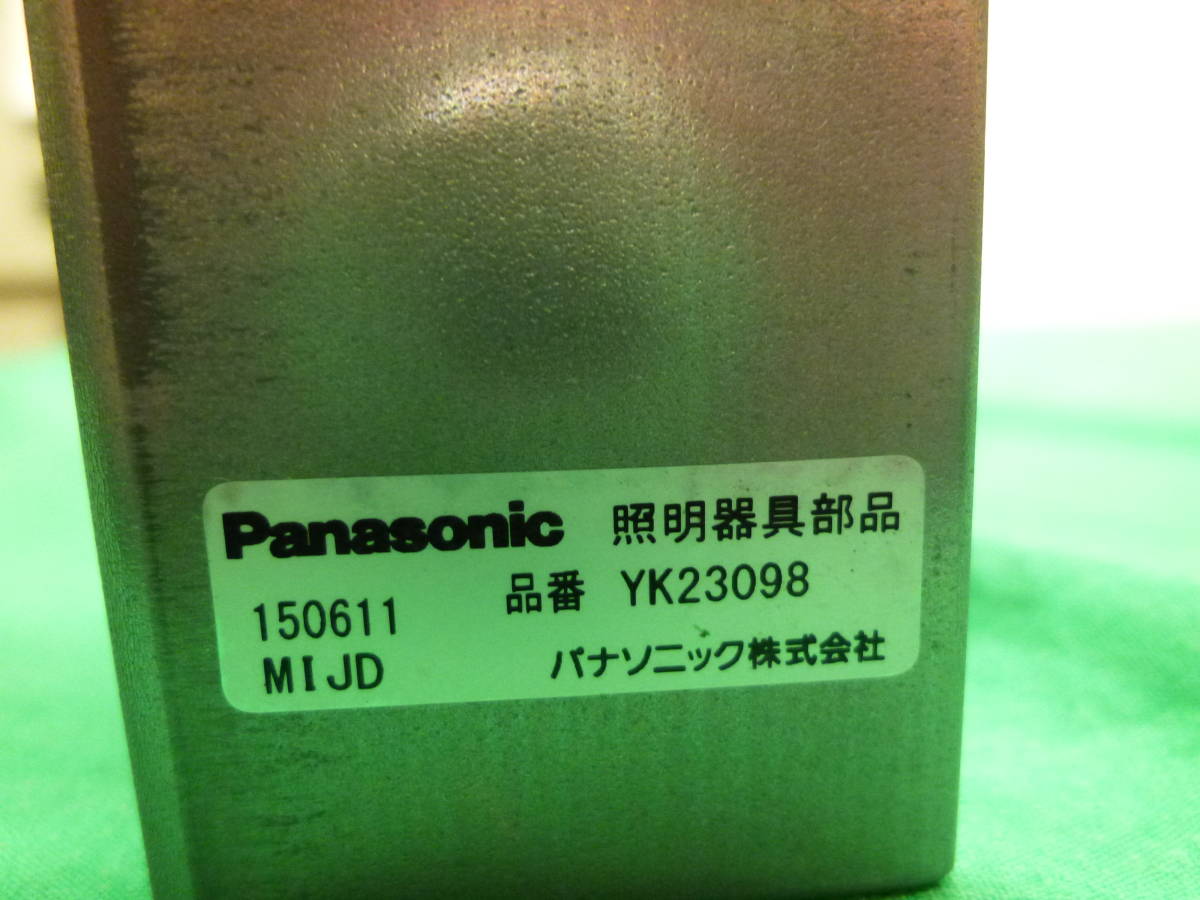 Panasonic 照明器具部品
150611 品番 YK23098
MIJD パナソニック株式会社